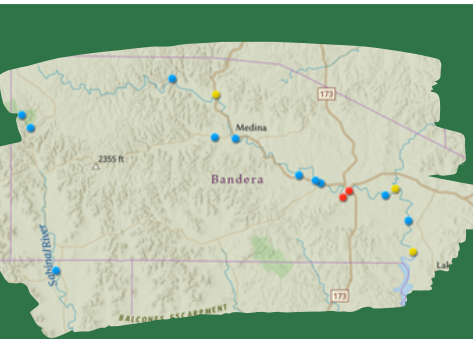 173
Medina
2355 ft
Bandera
Sabinal River
Lak
173
BALCONES ESCARPMENT